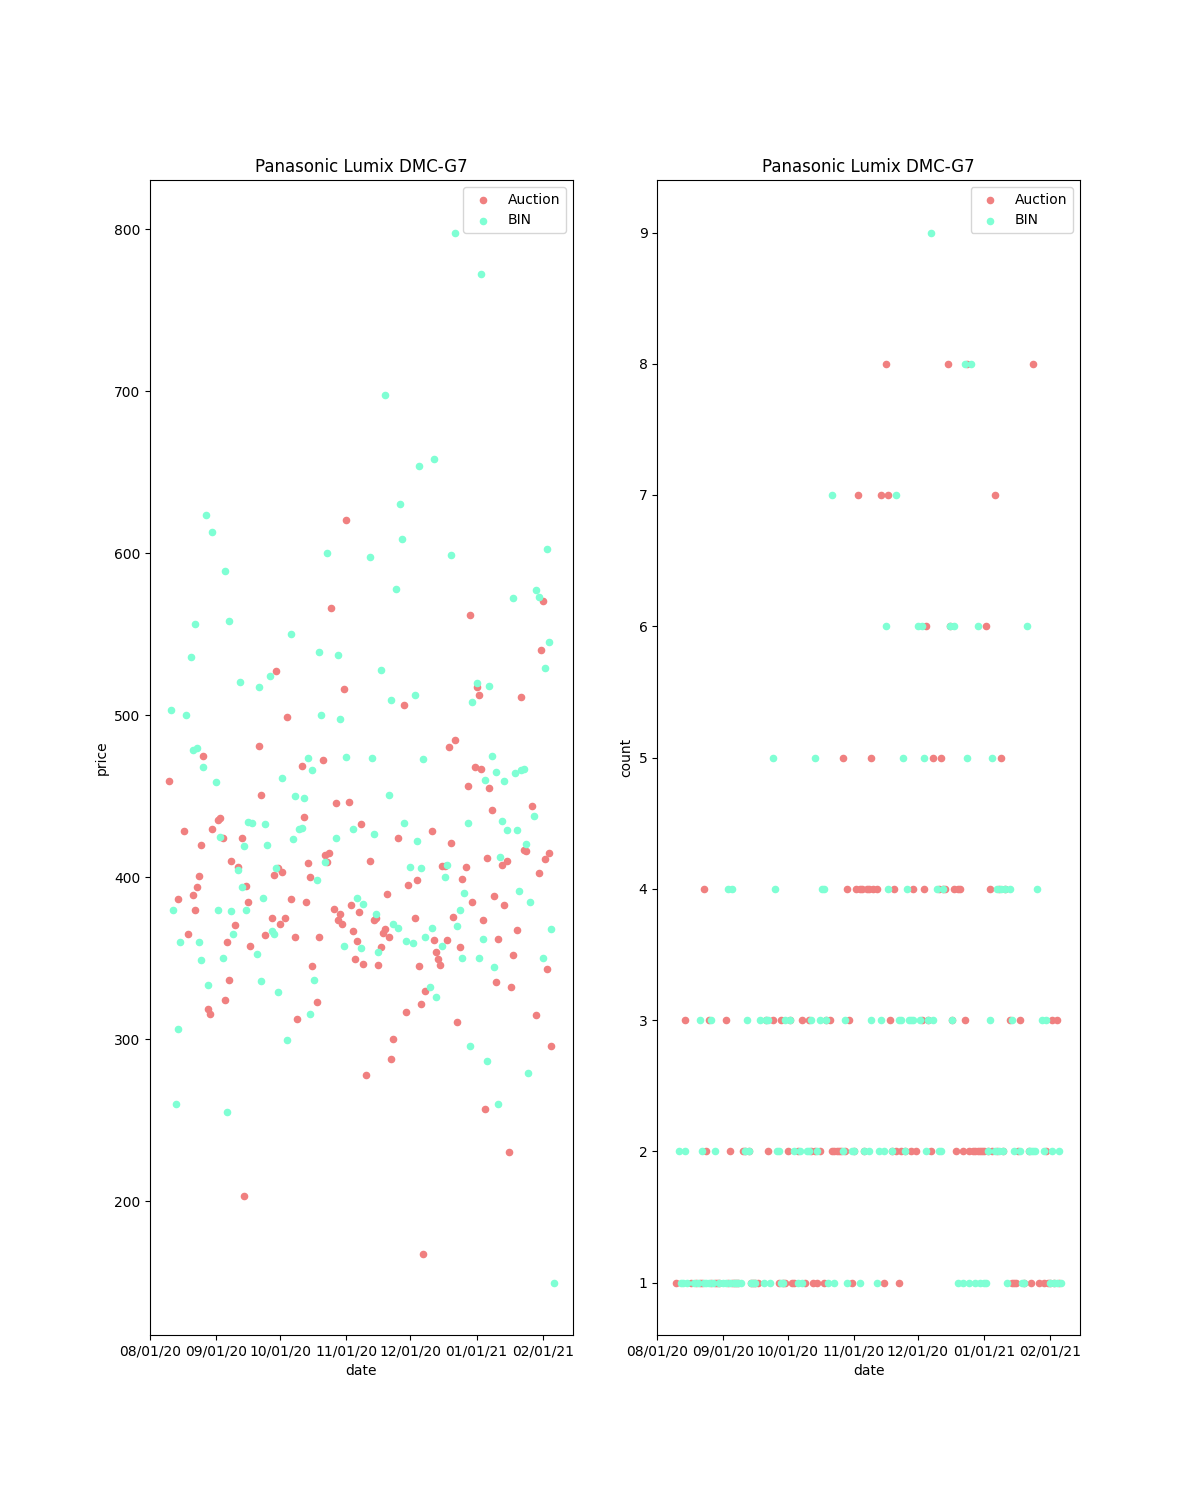 Panasonic Lumix DMC-G7
Auction
BIN
800
700
600
500
400
300
200
price
08/01/20 09/01/20 10/01/20 11/01/20 12/01/20 01/01/21 02/01/21
date
Panasonic Lumix DMC-G7
Auction
BIN
9
8
7
6
5
4
3
2
1
count
08/01/20 09/01/20 10/01/20 11/01/20 12/01/20 01/01/21 02/01/21
date